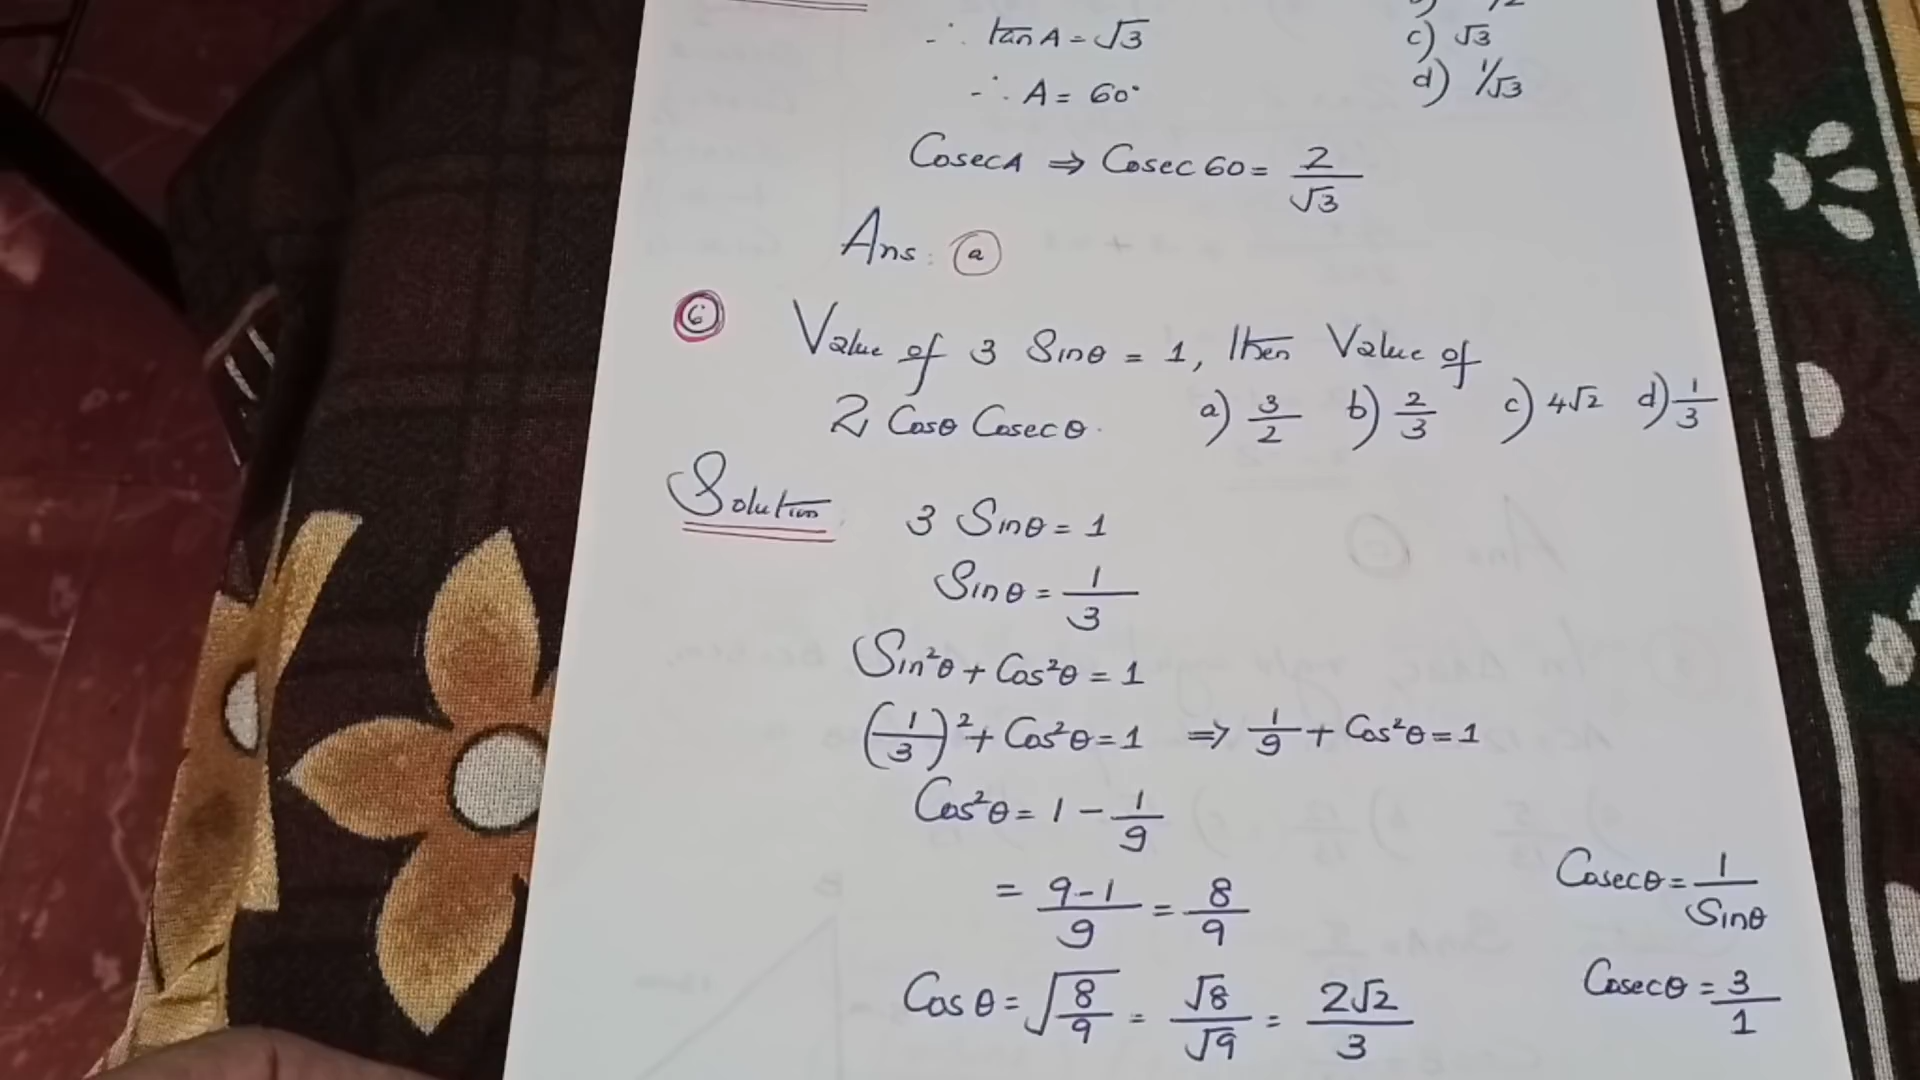 ∴ tan A = √3
c) √3
∴ A = 60°
d) 1/√3
Cosec A ⇒ Cosec 60 = 2/√3
Ans: (a)
(6) Value of 3 Sinθ = 1, then Value of
2 Cosθ Cosecθ. a) 3/2 b) 2/3 c) 4√2 d) 1/3
Solution 3 Sinθ = 1
Sinθ = 1/3
Sin²θ + Cos²θ = 1
(1/3)² + Cos²θ = 1 ⇒ 1/9 + Cos²θ = 1
Cos²θ = 1 - 1/9
= 9-1/9 = 8/9
Cosecθ = 1/Sinθ
Cosθ = √(8/9) = √8/√9 = 2√2/3
Cosecθ = 3/1